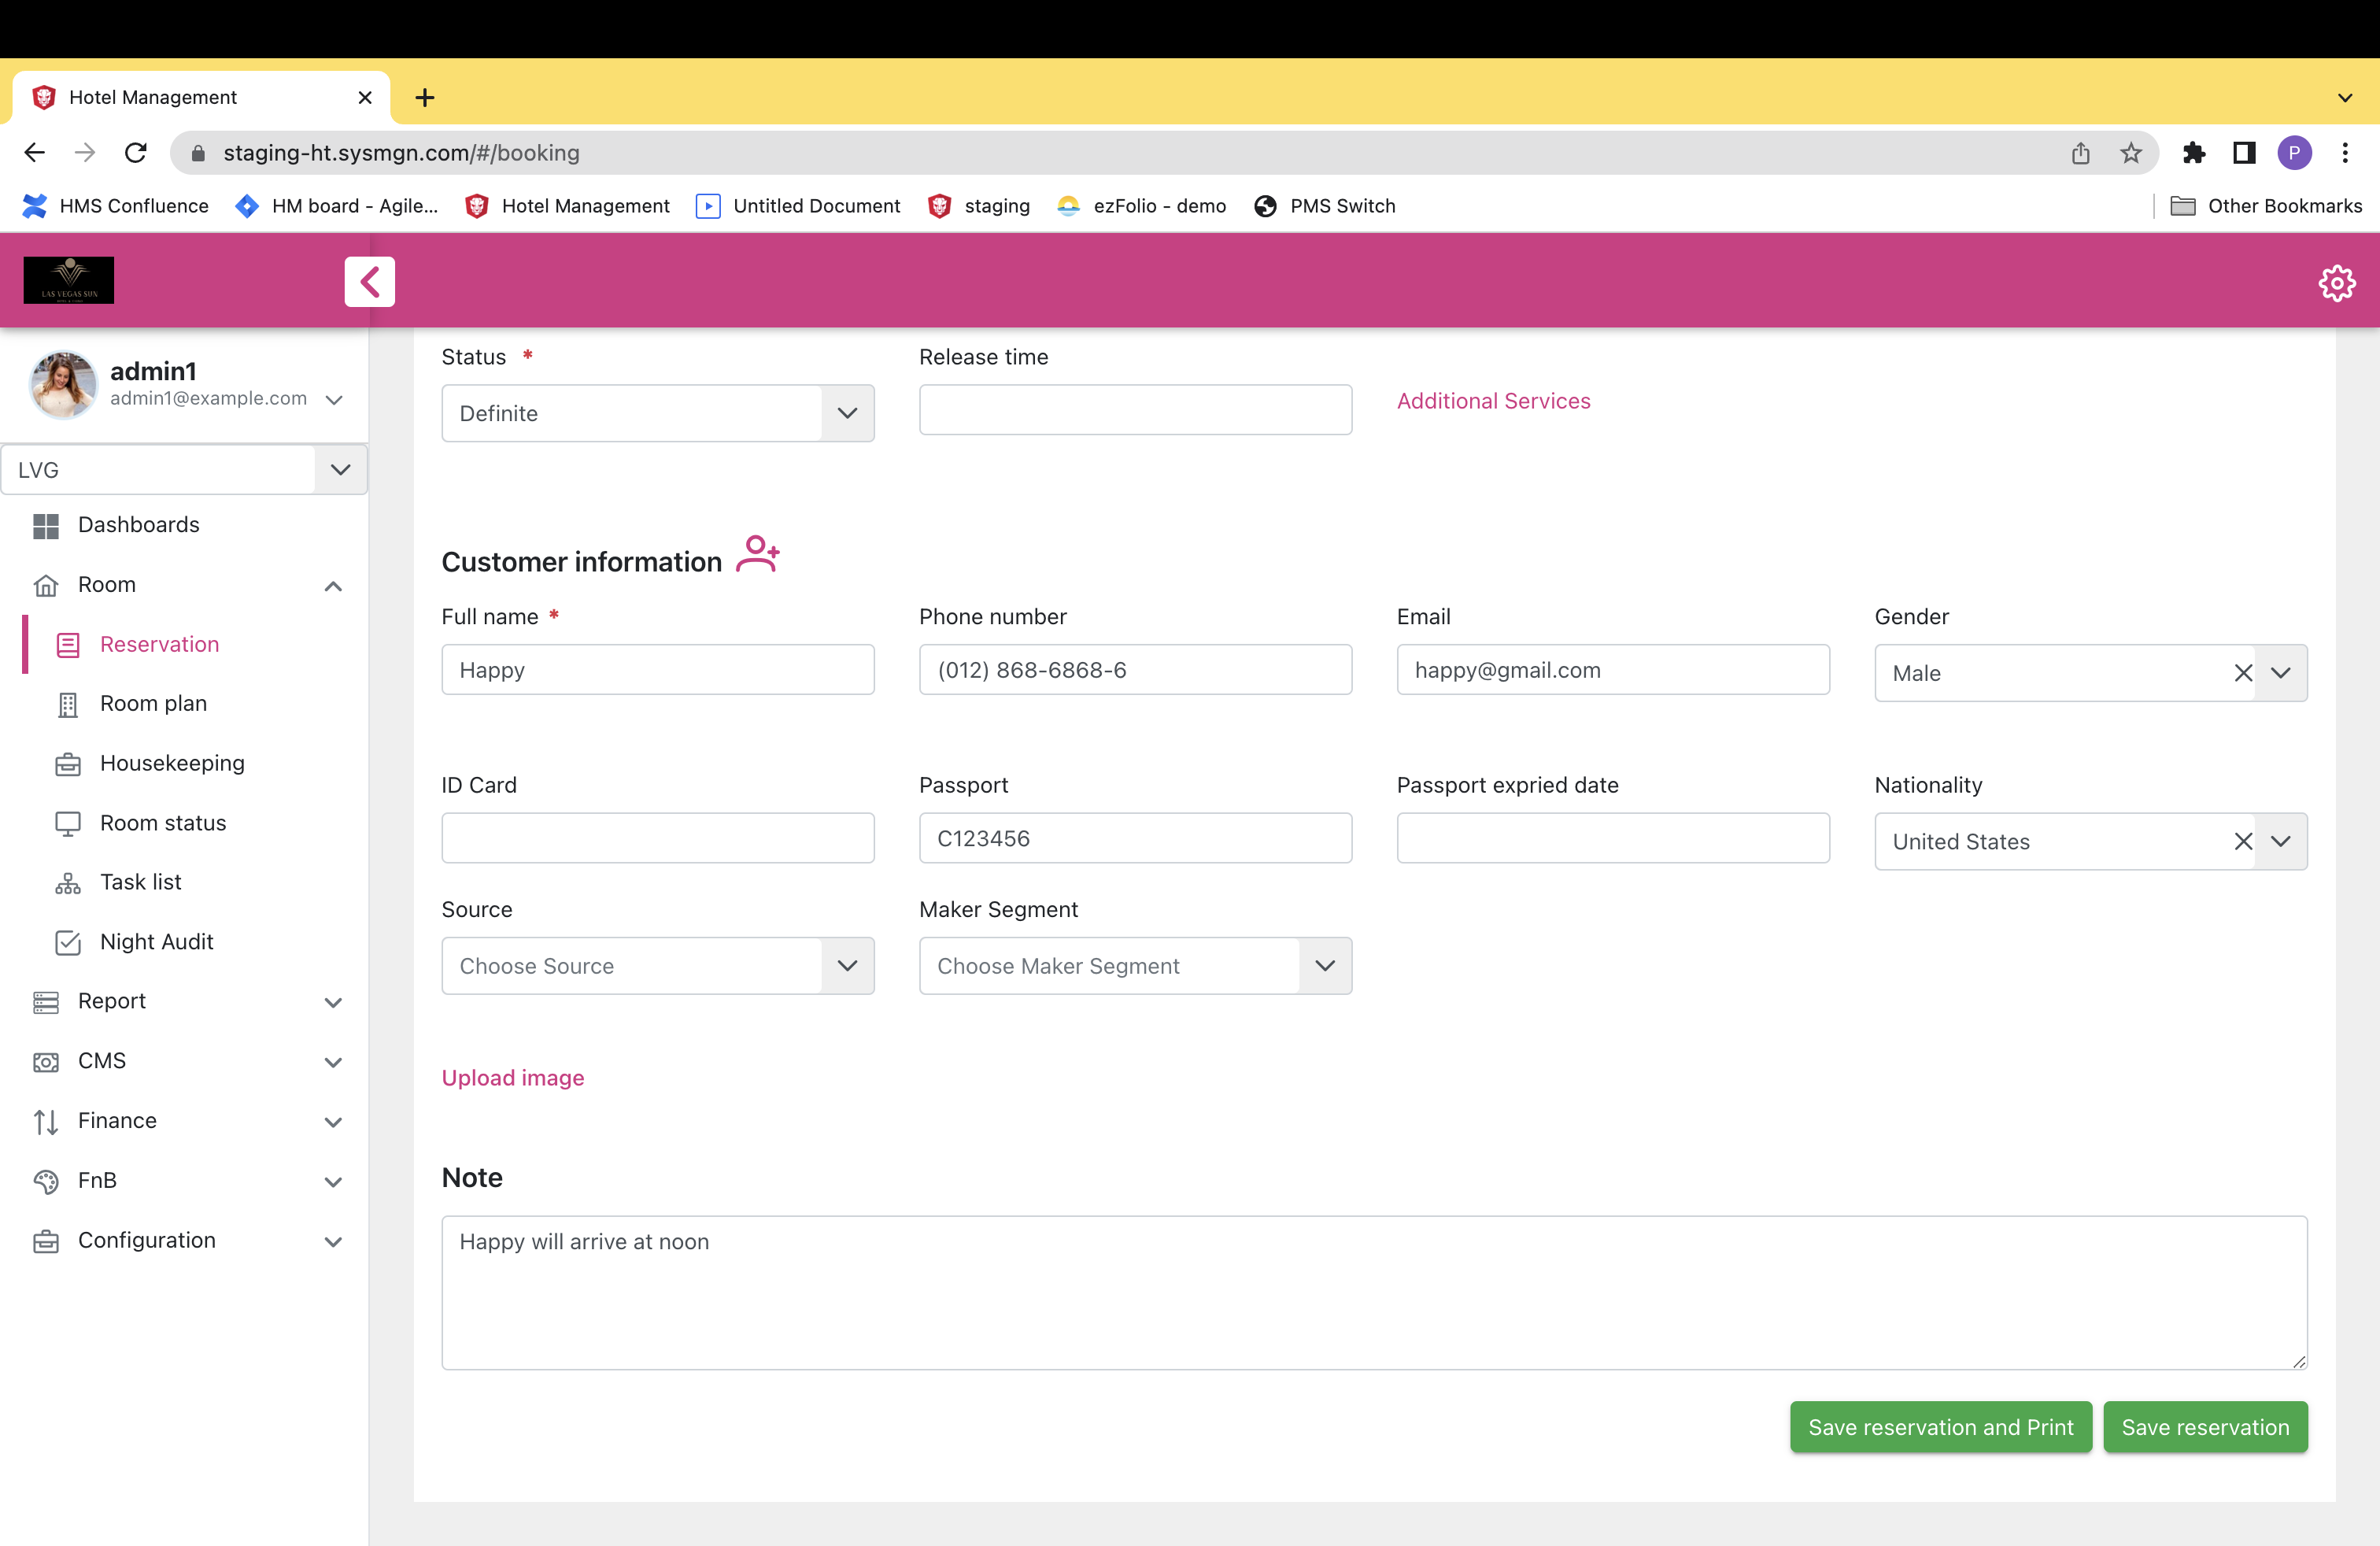 Hotel Management
staging-ht.sysmgn.com/#/booking
P
HMS Confluence
HM board - Agile...
Hotel Management
Untitled Document
staging
ezFolio - demo
PMS Switch
Other Bookmarks
LAS VEGAS SUN
admin1
admin1@example.com
LVG
Dashboards
Room
Reservation
Room plan
Housekeeping
Room status
Task list
Night Audit
Report
CMS
Finance
FnB
Configuration
Status *
Release time
Definite
Additional Services
Customer information
Full name *
Phone number
Email
Gender
Happy
(012) 868-6868-6
happy@gmail.com
Male
ID Card
Passport
Passport expried date
Nationality
C123456
United States
Source
Maker Segment
Choose Source
Choose Maker Segment
Upload image
Note
Happy will arrive at noon
Save reservation and Print
Save reservation